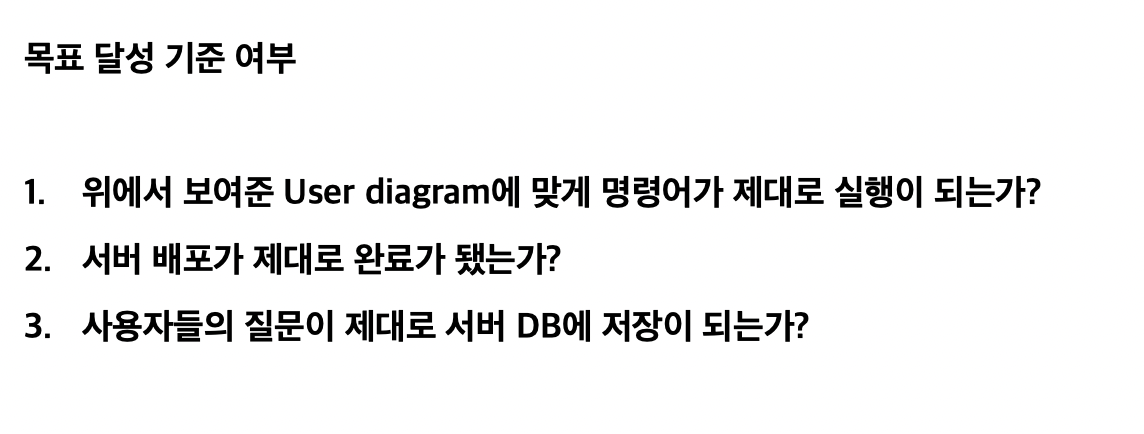 목표 달성 기준 여부
1. 위에서 보여준 User diagram에 맞게 명령어가 제대로 실행이 되는가?
2. 서버 배포가 제대로 완료가 됐는가?
3. 사용자들의 질문이 제대로 서버 DB에 저장이 되는가?